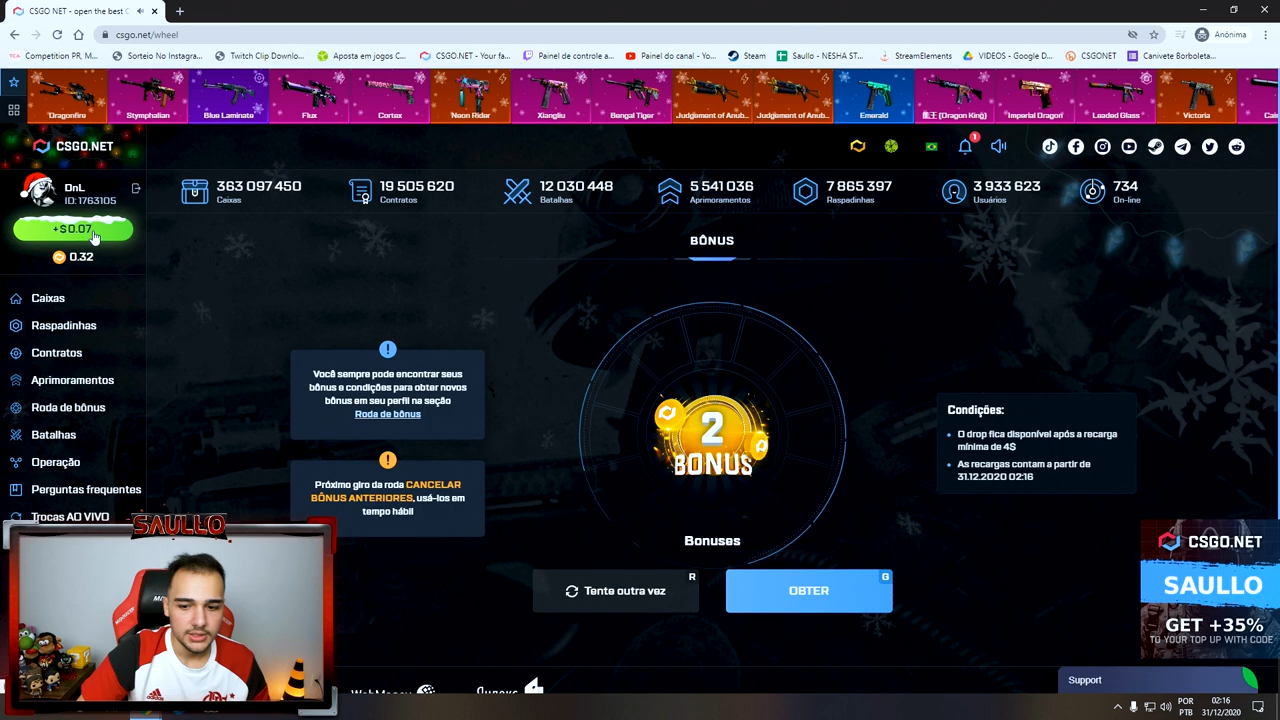 CSGO NET - open the best C
csgo.net/wheel
Anônima
Competition PR, M...
Sorteio No Instagra...
Twitch Clip Downlo...
Aposta em jogos C...
CSGO.NET - Your fa...
Painel de controle a...
Painel do canal - Yo...
Steam
Saullo - NESHA ST...
StreamElements
VIDEOS - Google D...
CSGONET
Canivete Borboleta...
Dragonfire
Stymphalian
Blue Laminate
Flux
Cortex
Neon Rider
Xiangliu
Bengal Tiger
Judgement of Anub...
Judgement of Anub...
Emerald
龍王 (Dragon King)
Imperial Dragon
Leaded Glass
Victoria
CSGO.NET
1
DnL
ID: 1763105
+$0.07
0.32
363 097 450
Caixas
19 505 620
Contratos
12 030 448
Batalhas
5 541 036
Aprimoramentos
7 865 397
Raspadinhas
3 933 623
Usuários
734
On-line
BÔNUS
Caixas
Raspadinhas
Contratos
Aprimoramentos
Roda de bônus
Batalhas
Operação
Perguntas frequentes
Trocas AO VIVO
Você sempre pode encontrar seus
bônus e condições para obter novos
bônus em seu perfil na seção
Roda de bônus
Próximo giro da roda CANCELAR
BÔNUS ANTERIORES, usá-los em
tempo hábil
2
BONUS
Bonuses
Condições:
O drop fica disponível após a recarga
mínima de 4$
As recargas contam a partir de
31.12.2020 02:16
Tente outra vez
R
OBTER
G
SAULLO
CSGO.NET
SAULLO
GET +35%
TO YOUR TOP UP WITH CODE
WebMoney
Яндекс
Support
POR
PTB
02:16
31/12/2020